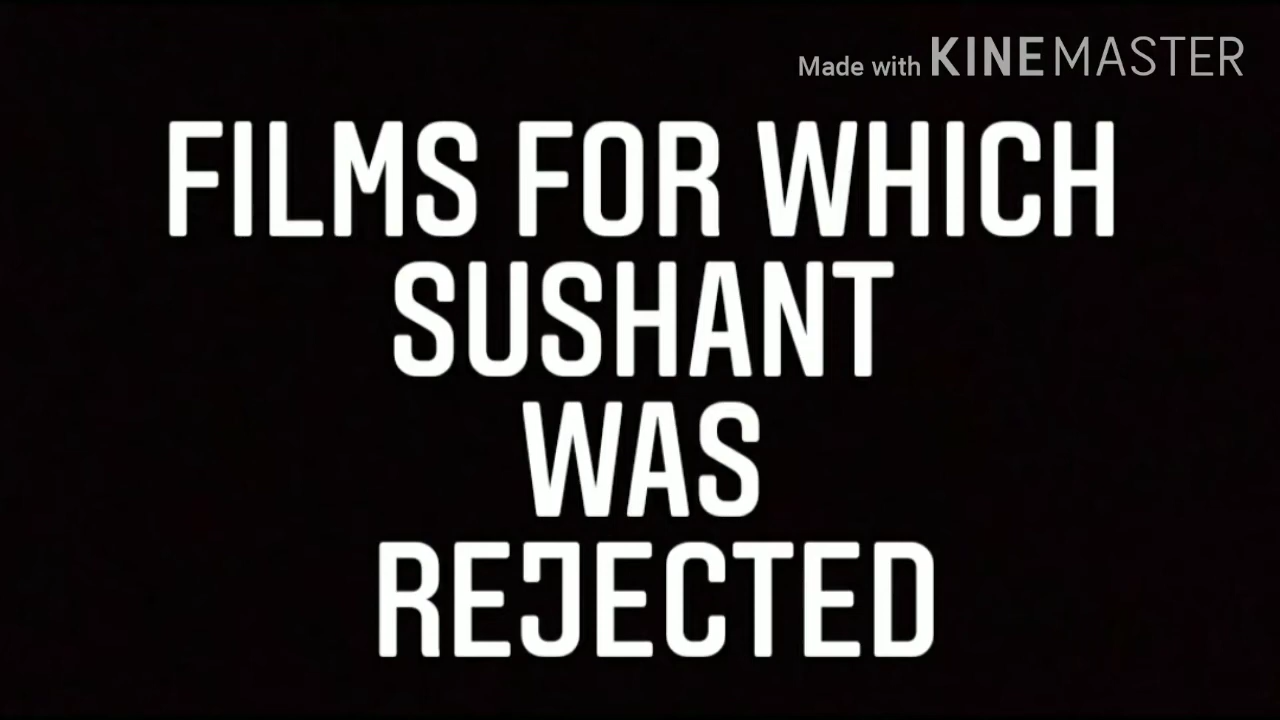 Made with KINEMASTER
FILMS FOR WHICH
SUSHANT
WAS
REJECTED